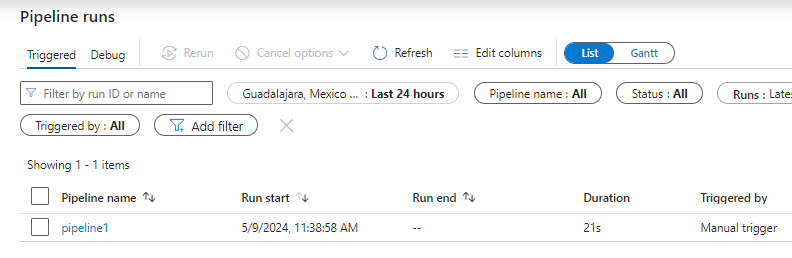 Pipeline runs
Triggered Debug Rerun Cancel options Refresh Edit columns List Gantt
Filter by run ID or name Guadalajara, Mexico ... : Last 24 hours Pipeline name : All Status : All Runs : Late
Triggered by : All Add filter
Showing 1 - 1 items
Pipeline name Run start Run end Duration Triggered by
pipeline1 5/9/2024, 11:38:58 AM -- 21s Manual trigger